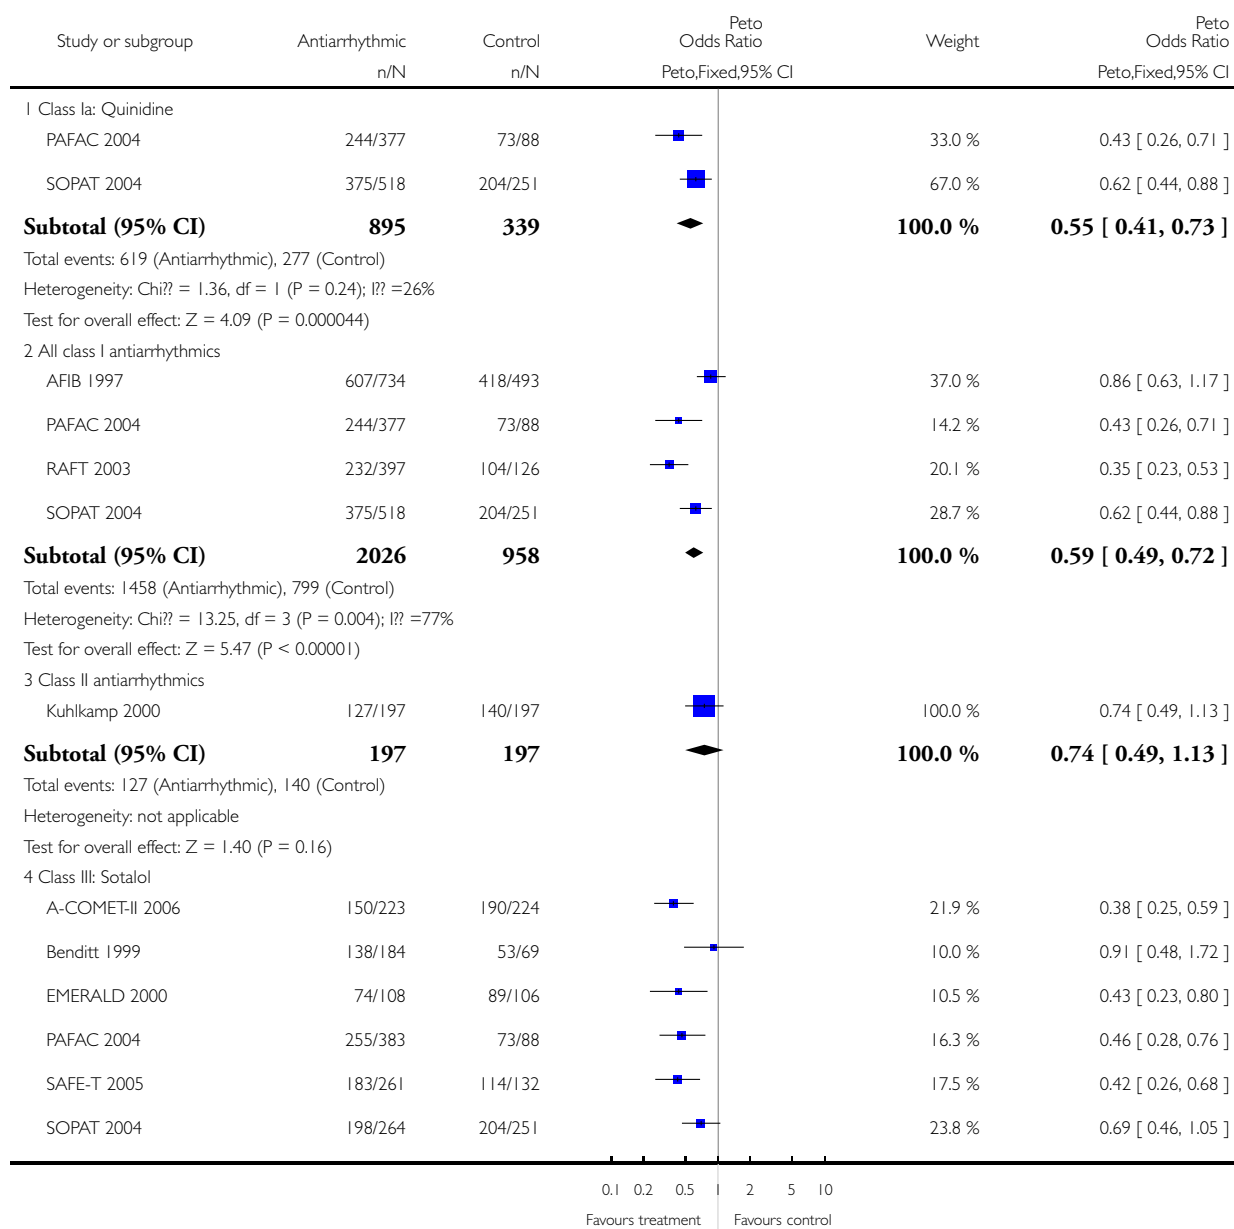 Peto Peto
Study or subgroup Antiarrhythmic Control Odds Ratio Weight Odds Ratio
n/N n/N Peto,Fixed,95% CI Peto,Fixed,95% CI
1 Class Ia: Quinidine
PAFAC 2004 244/377 73/88 33.0 % 0.43 [ 0.26, 0.71 ]
SOPAT 2004 375/518 204/251 67.0 % 0.62 [ 0.44, 0.88 ]
Subtotal (95% CI) 895 339 100.0 % 0.55 [ 0.41, 0.73 ]
Total events: 619 (Antiarrhythmic), 277 (Control)
Heterogeneity: Chi?? = 1.36, df = 1 (P = 0.24); I?? =26%
Test for overall effect: Z = 4.09 (P = 0.000044)
2 All class I antiarrhythmics
AFIB 1997 607/734 418/493 37.0 % 0.86 [ 0.63, 1.17 ]
PAFAC 2004 244/377 73/88 14.2 % 0.43 [ 0.26, 0.71 ]
RAFT 2003 232/397 104/126 20.1 % 0.35 [ 0.23, 0.53 ]
SOPAT 2004 375/518 204/251 28.7 % 0.62 [ 0.44, 0.88 ]
Subtotal (95% CI) 2026 958 100.0 % 0.59 [ 0.49, 0.72 ]
Total events: 1458 (Antiarrhythmic), 799 (Control)
Heterogeneity: Chi?? = 13.25, df = 3 (P = 0.004); I?? =77%
Test for overall effect: Z = 5.47 (P < 0.00001)
3 Class II antiarrhythmics
Kuhlkamp 2000 127/197 140/197 100.0 % 0.74 [ 0.49, 1.13 ]
Subtotal (95% CI) 197 197 100.0 % 0.74 [ 0.49, 1.13 ]
Total events: 127 (Antiarrhythmic), 140 (Control)
Heterogeneity: not applicable
Test for overall effect: Z = 1.40 (P = 0.16)
4 Class III: Sotalol
A-COMET-II 2006 150/223 190/224 21.9 % 0.38 [ 0.25, 0.59 ]
Benditt 1999 138/184 53/69 10.0 % 0.91 [ 0.48, 1.72 ]
EMERALD 2000 74/108 89/106 10.5 % 0.43 [ 0.23, 0.80 ]
PAFAC 2004 255/383 73/88 16.3 % 0.46 [ 0.28, 0.76 ]
SAFE-T 2005 183/261 114/132 17.5 % 0.42 [ 0.26, 0.68 ]
SOPAT 2004 198/264 204/251 23.8 % 0.69 [ 0.46, 1.05 ]
0.1 0.2 0.5 1 2 5 10
Favours treatment Favours control